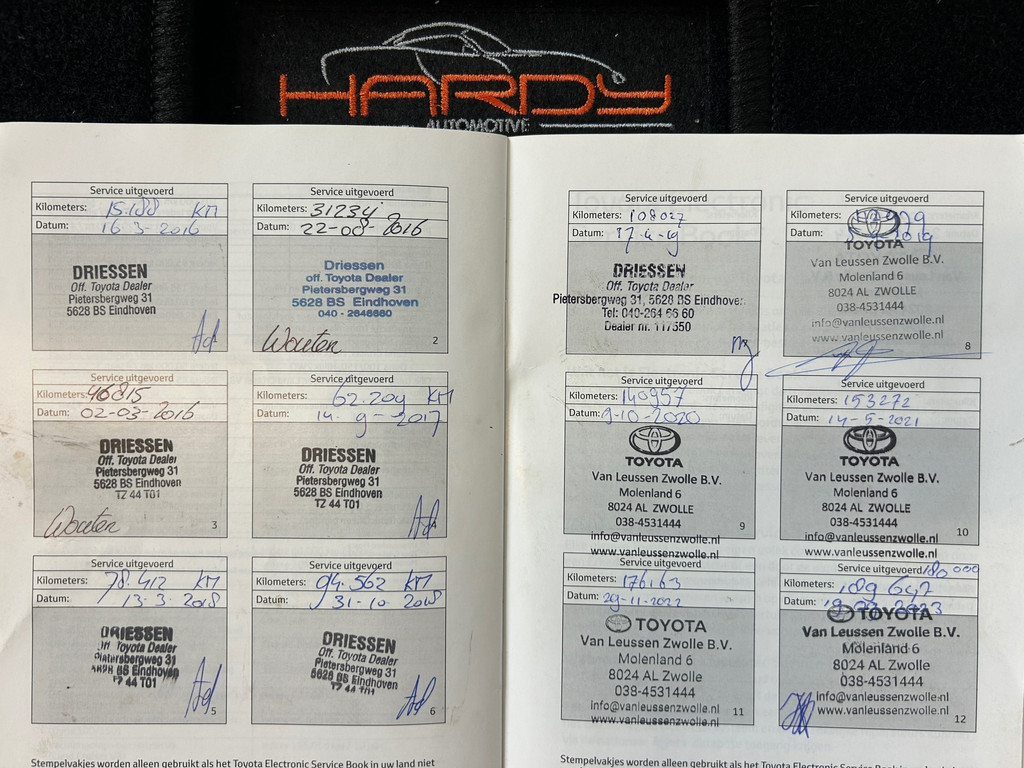 HARDY
AUTOMOTIVE
Service uitgevoerd
Kilometers: 15.188 KM
Datum: 16-3-2016
DRIESSEN
Off. Toyota Dealer
Pietersbergweg 31
5628 BS Eindhoven
Ad
Service uitgevoerd
Kilometers: 31234
Datum: 22-08-2016
Driessen
off. Toyota Dealer
Pietersbergweg 31
5628 BS Eindhoven
040 - 2646660
Wouter
2
Service uitgevoerd
Kilometers: 46815
Datum: 02-03-2016
DRIESSEN
Off. Toyota Dealer
Pietersbergweg 31
5628 BS Eindhoven
TZ 44 T01
Wouter
3
Service uitgevoerd
Kilometers: 62.204 KM
Datum: 14-9-2017
DRIESSEN
Off. Toyota Dealer
Pietersbergweg 31
5628 BS Eindhoven
TZ 44 T01
Ad
4
Service uitgevoerd
Kilometers: 78.412 KM
Datum: 13-3-2018
DRIESSEN
Off. Toyota Dealer
Pietersbergweg 31
BS Eindhoven
44 T01
Ad
5
Service uitgevoerd
Kilometers: 94.562 KM
Datum: 31-10-2018
DRIESSEN
Off. Toyota Dealer
Pietersbergweg 31
5628 BS Eindhoven
TZ 44 T01
Ad
6
Stempelvakjes worden alleen gebruikt als het Toyota Electronic Service Book in uw land niet
Service uitgevoerd
Kilometers: 108027
Datum: 17-4-19
DRIESSEN
Off. Toyota Dealer
Pietersbergweg 31, 5628 BS Eindhoven
Tel: 040-264 66 60
Dealer nr. 117550
Service uitgevoerd
Kilometers:
Datum: 2019
TOYOTA
Van Leussen Zwolle B.V.
Molenland 6
8024 AL ZWOLLE
038-4531444
info@vanleussenzwolle.nl
www.vanleussenzwolle.nl
8
Service uitgevoerd
Kilometers: 140957
Datum: 9-10-2020
TOYOTA
Van Leussen Zwolle B.V.
Molenland 6
8024 AL ZWOLLE
038-4531444
info@vanleussenzwolle.nl
www.vanleussenzwolle.nl
9
Service uitgevoerd
Kilometers: 153272
Datum: 14-5-2021
TOYOTA
Van Leussen Zwolle B.V.
Molenland 6
8024 AL ZWOLLE
038-4531444
info@vanleussenzwolle.nl
www.vanleussenzwolle.nl
10
Service uitgevoerd
Kilometers: 176163
Datum: 29-11-2022
TOYOTA
Van Leussen Zwolle B.V.
Molenland 6
8024 AL Zwolle
038-4531444
info@vanleussenzwolle.nl
www.vanleussenzwolle.nl
11
Service uitgevoerd 180 000
Kilometers: 189 647
Datum: 2023
TOYOTA
Van Leussen Zwolle B.V.
Molenland 6
8024 AL Zwolle
038-4531444
info@vanleussenzwolle.nl
www.vanleussenzwolle.nl
12